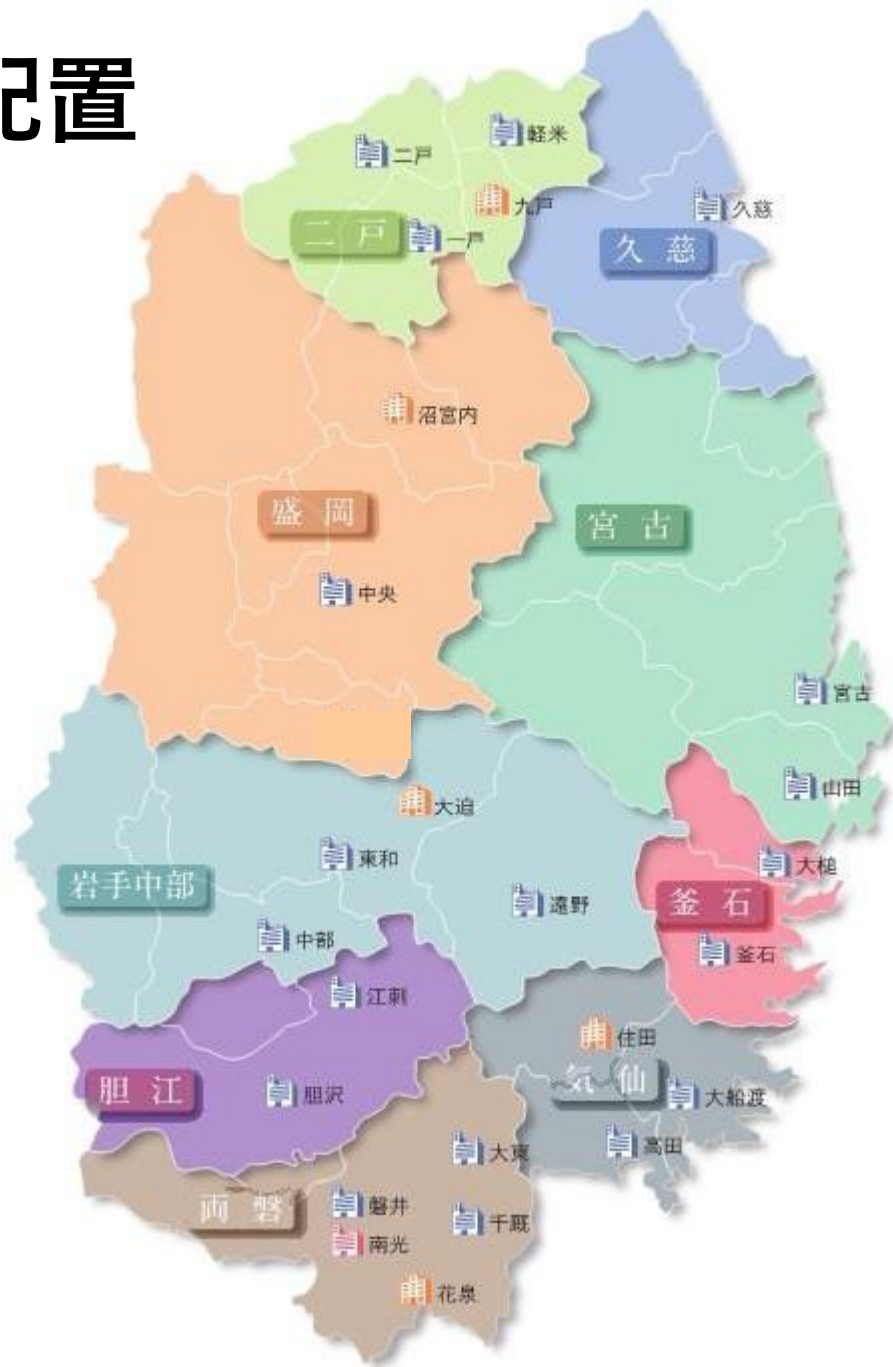 配置
軽米
二戸
九戸
久慈
二戸
一戸
久慈
沼宮内
盛岡
宮古
中央
宮古
山田
大迫
東和
大槌
岩手中部
遠野
釜石
中部
釜石
江刺
住田
気仙
胆江
胆沢
大船渡
高田
大東
両磐
磐井
千厩
南光
花泉